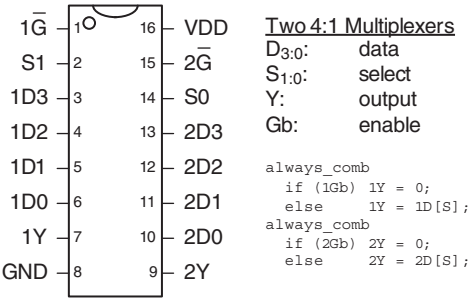 1G̅ 1 16 VDD
S1 2 15 2G̅
1D3 3 14 S0
1D2 4 13 2D3
1D1 5 12 2D2
1D0 6 11 2D1
1Y 7 10 2D0
GND 8 9 2Y
Two 4:1 Multiplexers
D3:0: data
S1:0: select
Y: output
Gb: enable
always_comb
if (1Gb) 1Y = 0;
else 1Y = 1D[S];
always_comb
if (2Gb) 2Y = 0;
else 2Y = 2D[S];